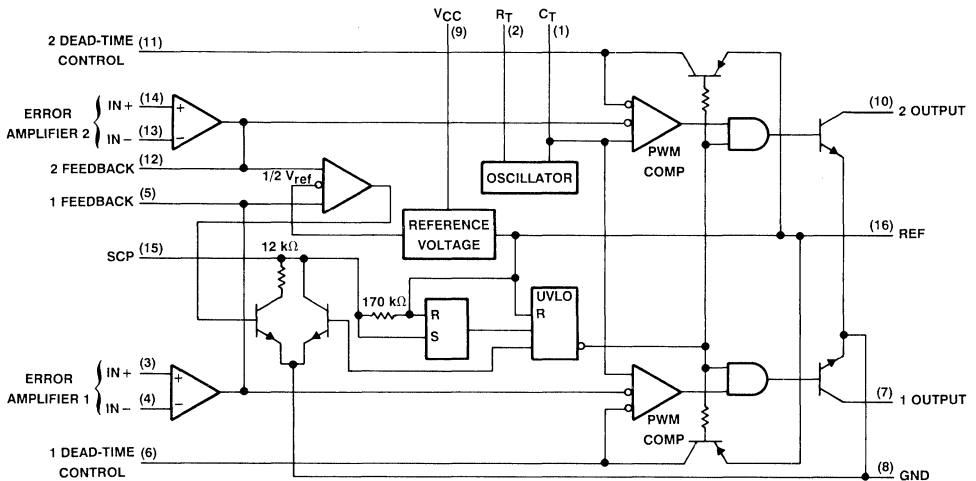 VCC RT CT
(9) (2) (1)
2 DEAD-TIME (11)
CONTROL
ERROR
AMPLIFIER 2
IN+ (14)
IN− (13)
+
−
2 FEEDBACK (12)
1 FEEDBACK (5)
1/2 Vref
SCP (15)
12 kΩ
170 kΩ
REFERENCE
VOLTAGE
OSCILLATOR
PWM
COMP
(10) 2 OUTPUT
(16) REF
R
S
UVLO
R
ERROR
AMPLIFIER 1
IN+ (3)
IN− (4)
+
−
PWM
COMP
(7) 1 OUTPUT
1 DEAD-TIME (6)
CONTROL
(8) GND